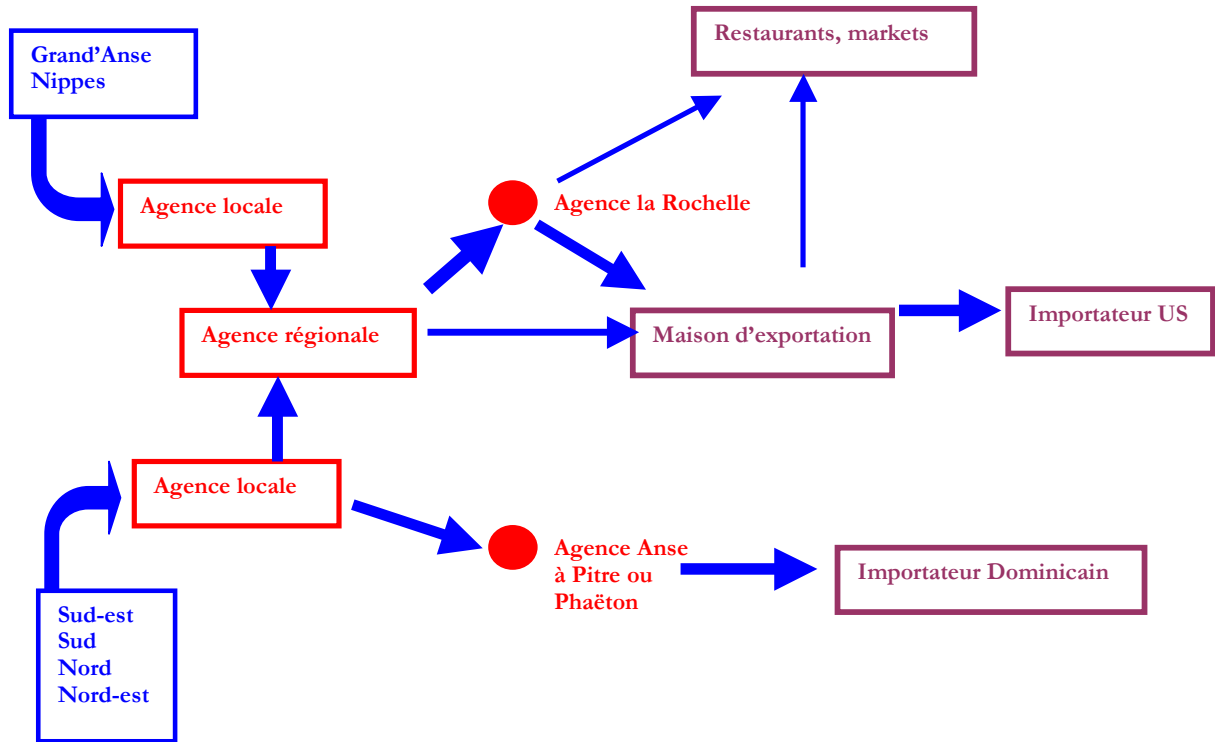 Restaurants, markets
Grand’Anse
Nippes
Agence locale
Agence la Rochelle
Agence régionale
Maison d’exportation
Importateur US
Agence locale
Agence Anse
à Pitre ou
Phaëton
Importateur Dominicain
Sud-est
Sud
Nord
Nord-est